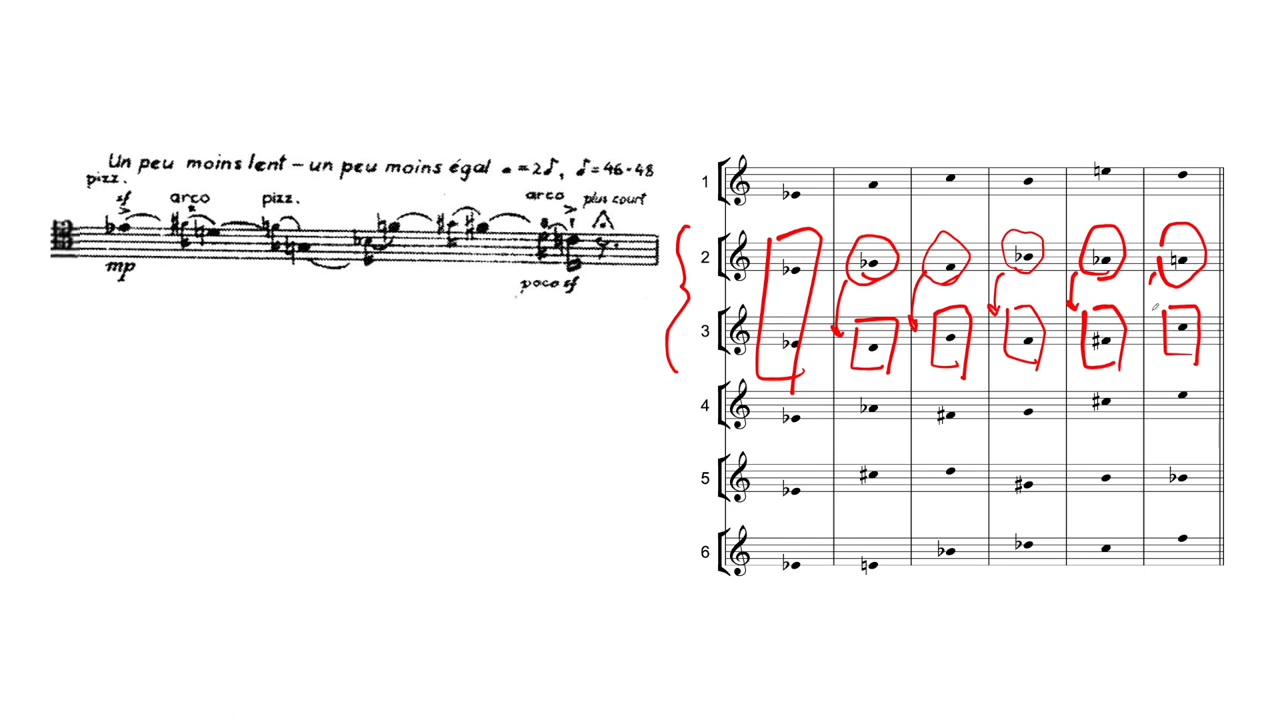 Un peu moins lent – un peu moins égal = 2♪, ♪=46-48
pizz.
sf arco pizz. arco plus court
mp
poco sf
1
2
3
4
5
6